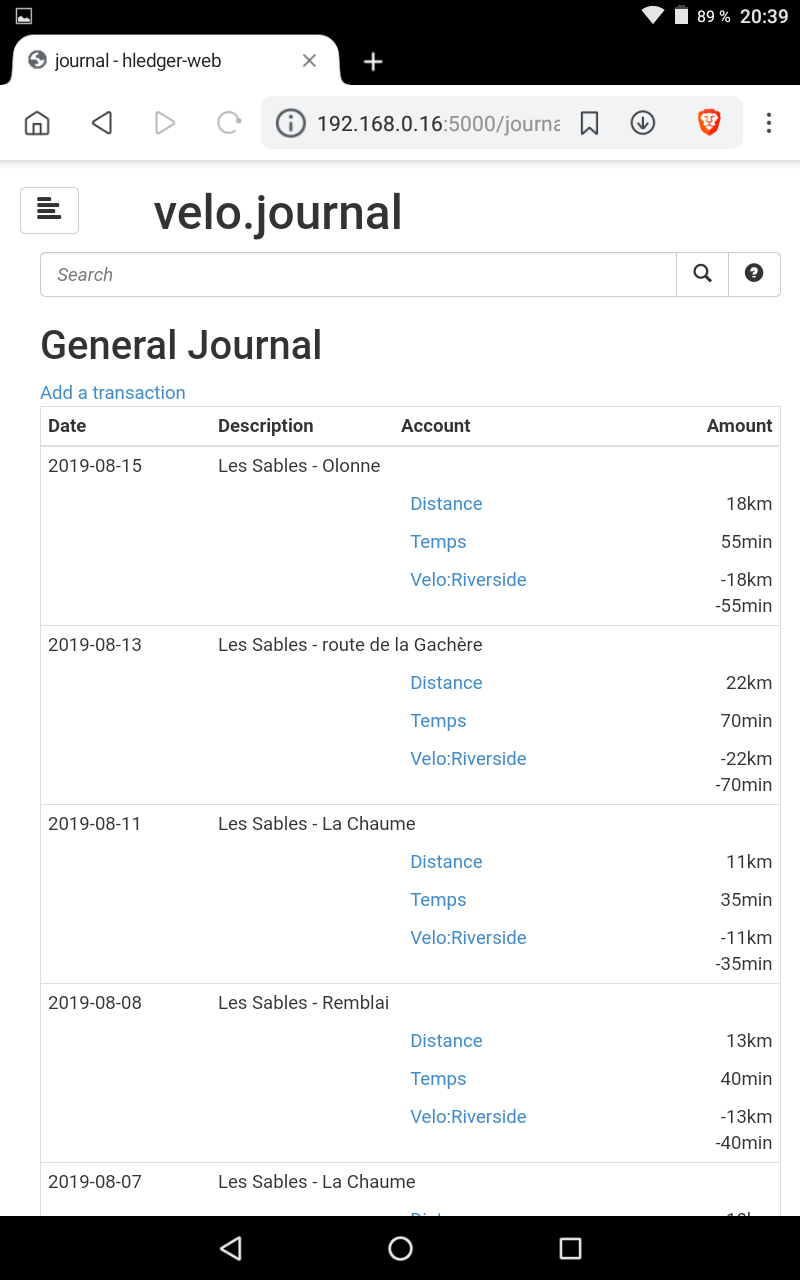 89 % 20:39
journal - hledger-web
192.168.0.16:5000/journa
velo.journal
Search
General Journal
Add a transaction
Date Description Account Amount
2019-08-15 Les Sables - Olonne
Distance 18km
Temps 55min
Velo:Riverside -18km
-55min
2019-08-13 Les Sables - route de la Gachère
Distance 22km
Temps 70min
Velo:Riverside -22km
-70min
2019-08-11 Les Sables - La Chaume
Distance 11km
Temps 35min
Velo:Riverside -11km
-35min
2019-08-08 Les Sables - Remblai
Distance 13km
Temps 40min
Velo:Riverside -13km
-40min
2019-08-07 Les Sables - La Chaume